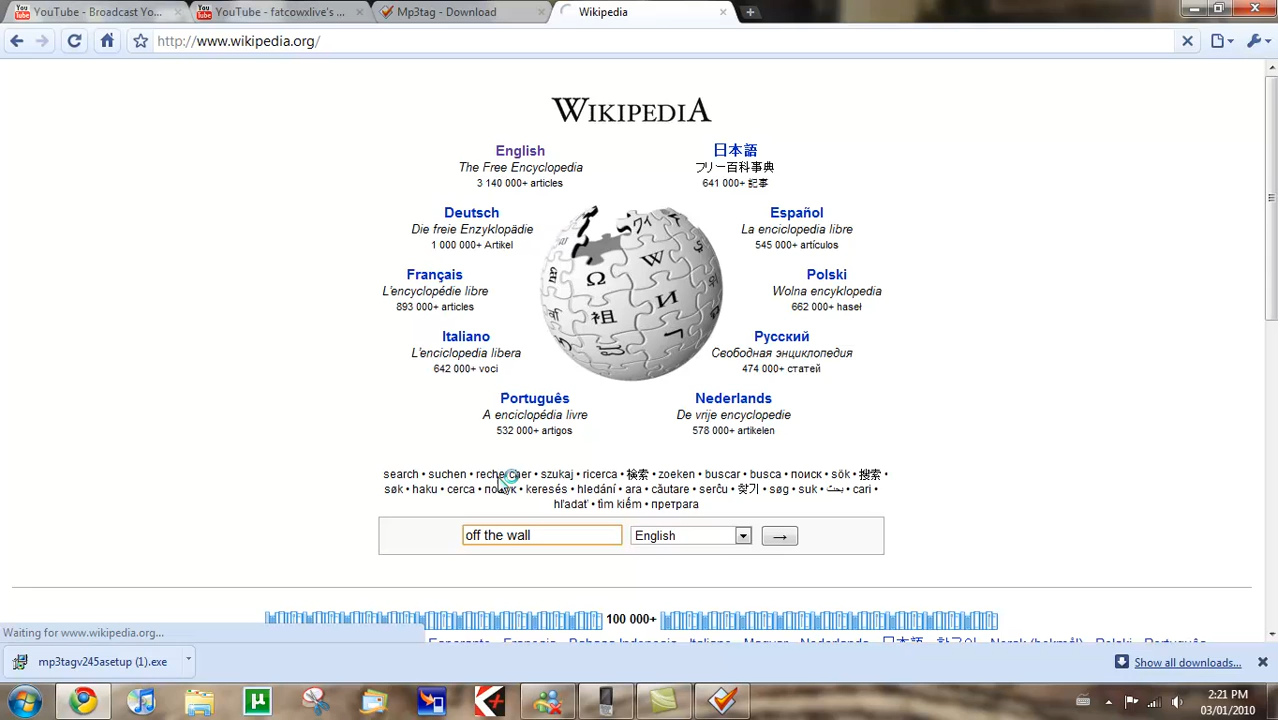 YouTube - Broadcast Yo...
YouTube - fatcowxlive's ...
Mp3tag - Download
Wikipedia
http://www.wikipedia.org/
WIKIPEDIA
English
The Free Encyclopedia
3 140 000+ articles
日本語
フリー百科事典
641 000+ 記事
Deutsch
Die freie Enzyklopädie
1 000 000+ Artikel
Español
La enciclopedia libre
545 000+ artículos
Français
L'encyclopédie libre
893 000+ articles
Polski
Wolna encyklopedia
662 000+ haseł
Italiano
L'enciclopedia libera
642 000+ voci
Русский
Свободная энциклопедия
474 000+ статей
Português
A enciclopédia livre
532 000+ artigos
Nederlands
De vrije encyclopedie
578 000+ artikelen
search • suchen • rechercher • szukaj • ricerca • 検索 • zoeken • buscar • busca • поиск • sök • 搜索 •
søk • haku • cerca • пошук • keresés • hledání • ara • căutare • serĉu • 찾기 • søg • suk • بحث • cari •
hľadať • tìm kiếm • претрага
off the wall
English
→
100 000+
Esperanto Français Bahasa Indonesia Italiano Magyar Nederlands 日本語 한국어 Norsk (bokmål) Polski Português
Waiting for www.wikipedia.org...
mp3tagv245asetup (1).exe
Show all downloads...
2:21 PM
03/01/2010